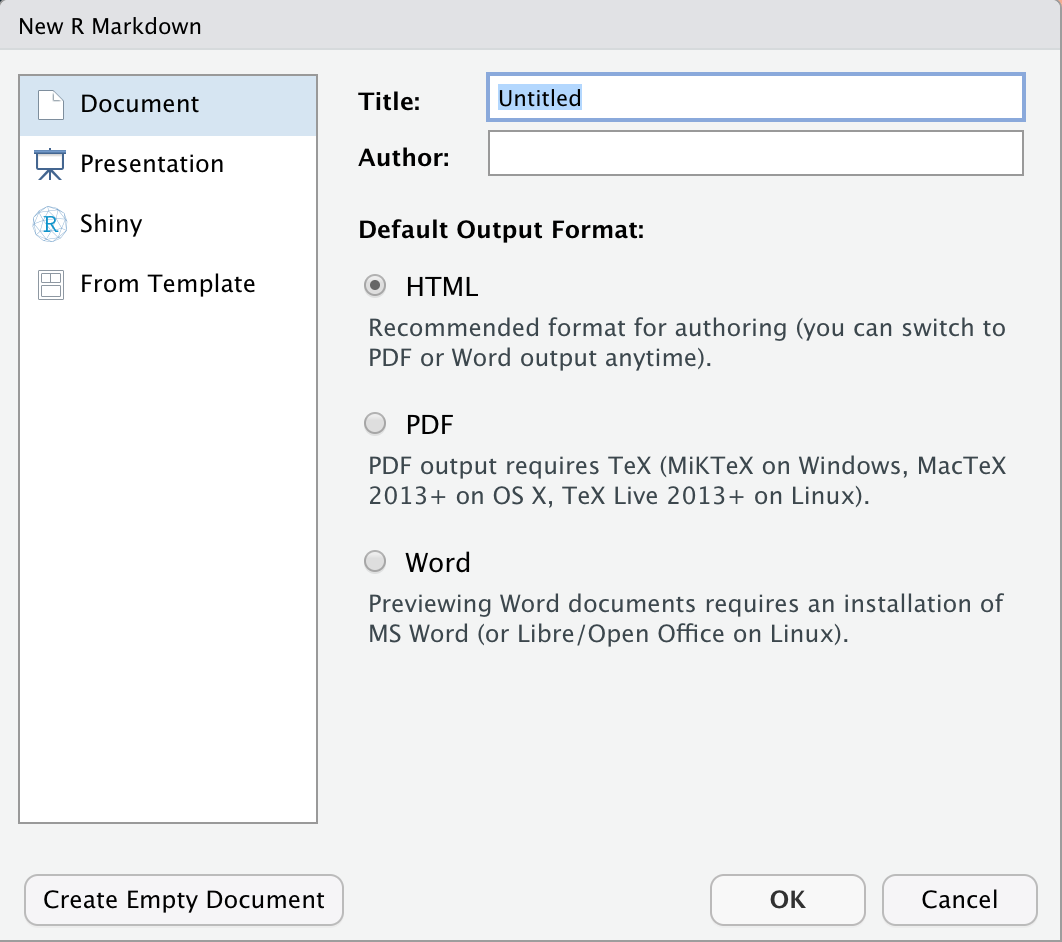 New R Markdown
Document
Presentation
R Shiny
From Template
Title: Untitled
Author:
Default Output Format:
HTML
Recommended format for authoring (you can switch to
PDF or Word output anytime).
PDF
PDF output requires TeX (MiKTeX on Windows, MacTeX
2013+ on OS X, TeX Live 2013+ on Linux).
Word
Previewing Word documents requires an installation of
MS Word (or Libre/Open Office on Linux).
Create Empty Document OK Cancel